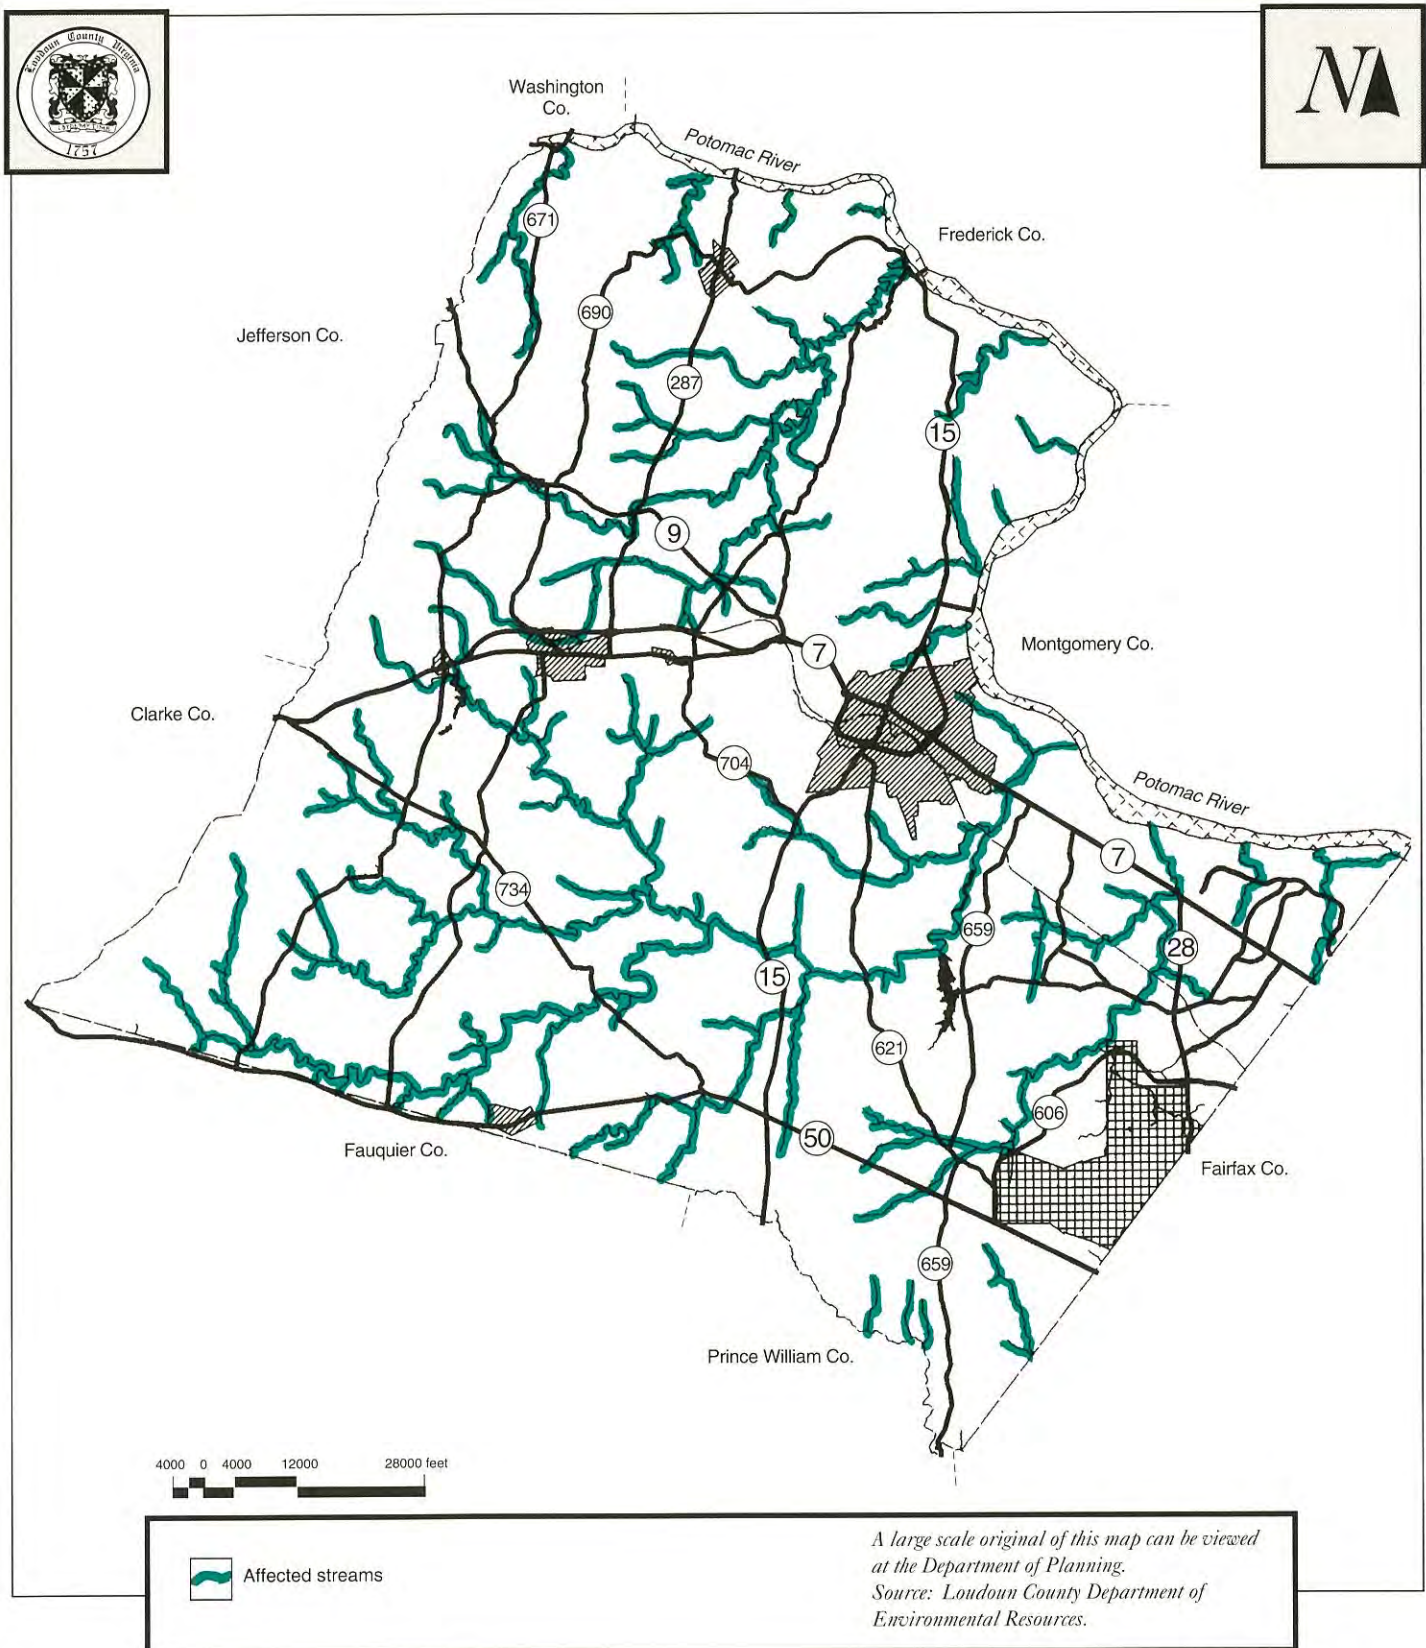 Loudoun County Virginia
1757
N
Washington
Co.
Potomac River
Frederick Co.
671
690
Jefferson Co.
287
15
9
Montgomery Co.
7
Clarke Co.
704
Potomac River
7
734
659
28
15
621
606
50
Fauquier Co.
Fairfax Co.
659
Prince William Co.
4000 0 4000 12000 28000 feet
Affected streams
A large scale original of this map can be viewed
at the Department of Planning.
Source: Loudoun County Department of
Environmental Resources.